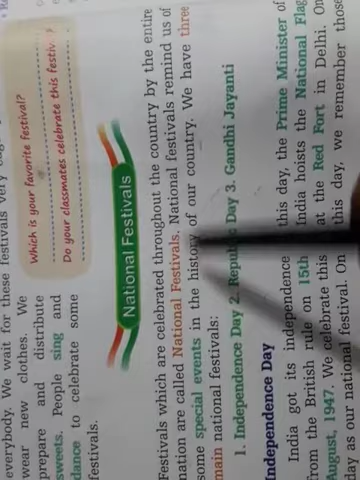 everybody. We wait for these festivals very
wear new clothes. We
prepare and distribute
sweets. People sing and
dance to celebrate some
festivals.
Which is your favorite festival?
Do your classmates celebrate this
National Festivals
Festivals which are celebrated throughout the country by the entire
nation are called National Festivals. National festivals remind us of
some special events in the history of our country. We have three
main national festivals:
1. Independence Day 2. Republic Day 3. Gandhi Jayanti
Independence Day
India got its independence
from the British rule on 15th
August, 1947. We celebrate this
day as our national festival. On
this day, the Prime Minister of
India hoists the National Flag
at the Red Fort in Delhi. On
this day, we remember those